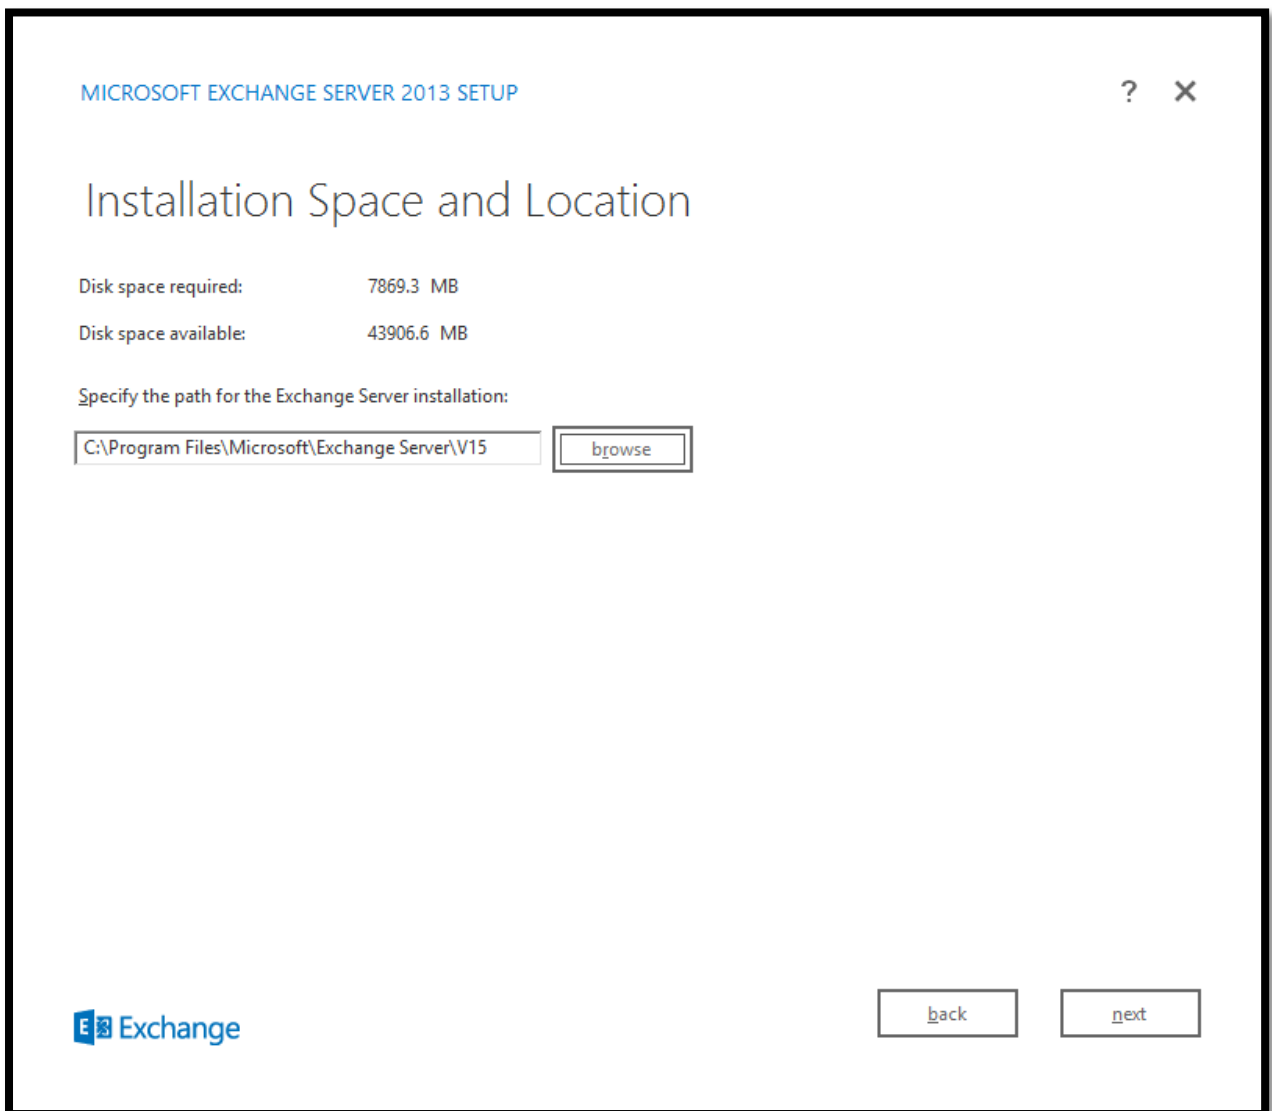 MICROSOFT EXCHANGE SERVER 2013 SETUP
? ✕
Installation Space and Location
Disk space required: 7869.3 MB
Disk space available: 43906.6 MB
Specify the path for the Exchange Server installation:
C:\Program Files\Microsoft\Exchange Server\V15 browse
E Exchange
back next